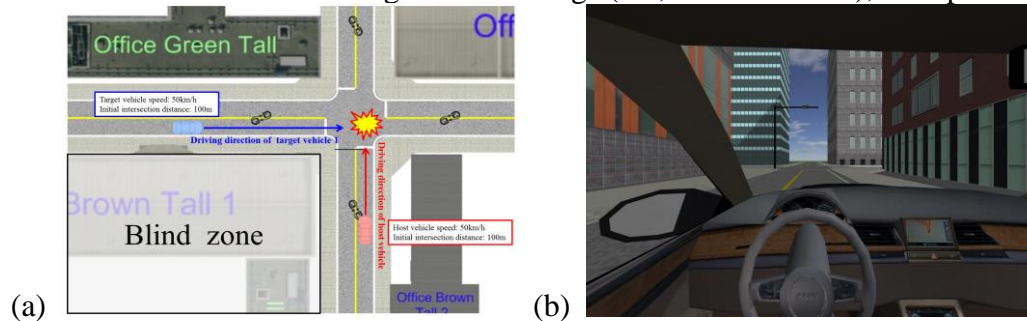 Office Green Tall
Off
Target vehicle speed: 50km/h
Initial intersection distance: 100m
Driving direction of target vehicle 1
Driving direction of host vehicle
Brown Tall 1
Blind zone
Host vehicle speed: 50km/h
Initial intersection distance: 100m
Office Brown
Tall 2
(a)
(b)